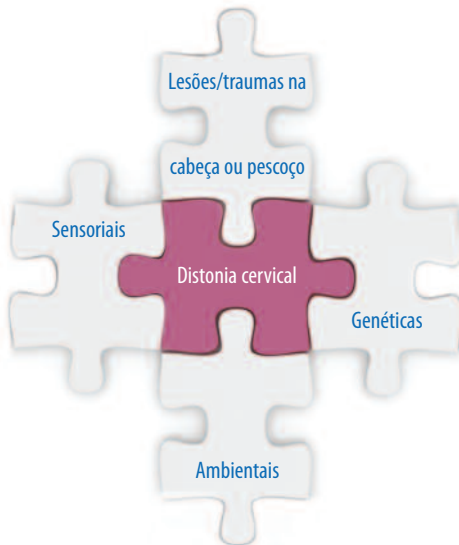 Lesões/traumas na
cabeça ou pescoço
Sensoriais
Distonia cervical
Genéticas
Ambientais